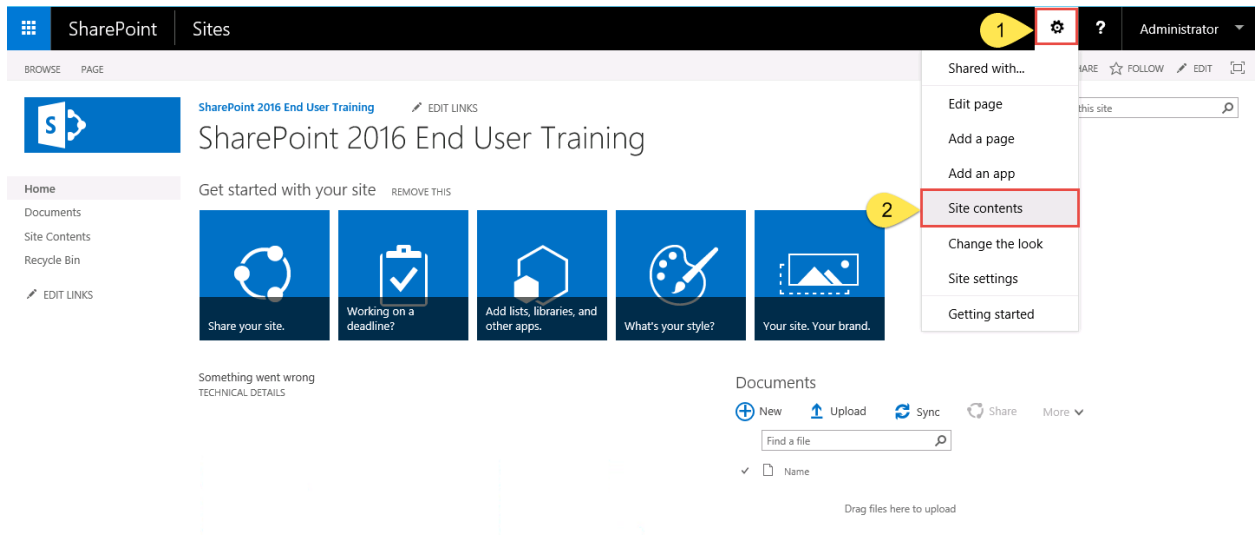 SharePoint Sites 1 ? Administrator
BROWSE PAGE
HARE FOLLOW EDIT
Shared with...
Edit page
Add a page
Add an app
2 Site contents
Change the look
Site settings
Getting started
this site
S
SharePoint 2016 End User Training EDIT LINKS
SharePoint 2016 End User Training
Home
Documents
Site Contents
Recycle Bin
EDIT LINKS
Get started with your site REMOVE THIS
Share your site.
Working on a
deadline?
Add lists, libraries, and
other apps.
What's your style?
Your site. Your brand.
Something went wrong
TECHNICAL DETAILS
Documents
New Upload Sync Share More
Find a file
Name
Drag files here to upload